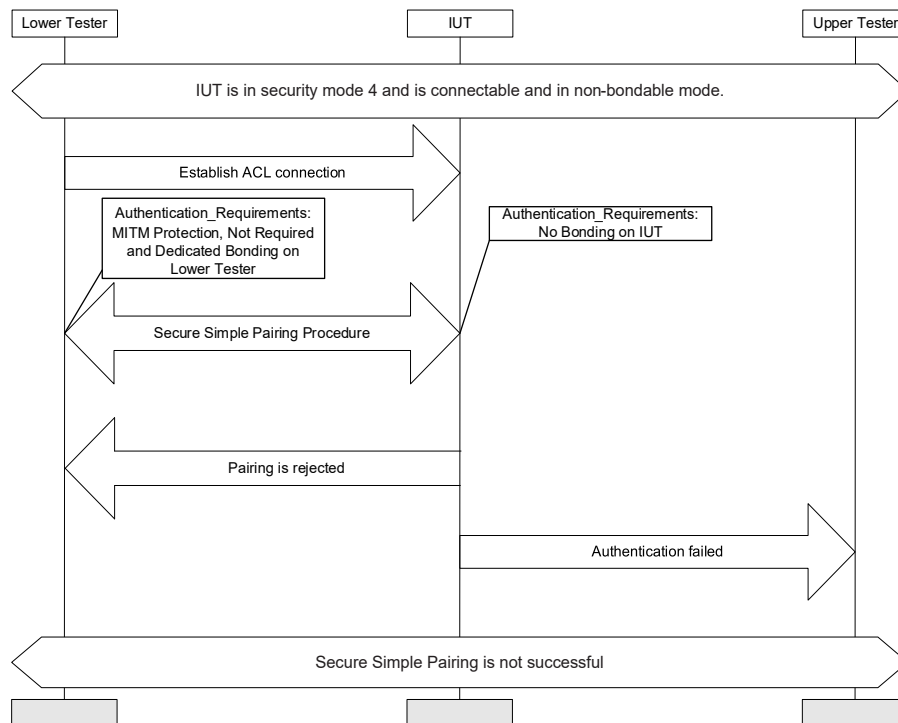 Lower Tester
IUT
Upper Tester
IUT is in security mode 4 and is connectable and in non-bondable mode.
Establish ACL connection
Authentication_Requirements:
MITM Protection, Not Required
and Dedicated Bonding on
Lower Tester
Authentication_Requirements:
No Bonding on IUT
Secure Simple Pairing Procedure
Pairing is rejected
Authentication failed
Secure Simple Pairing is not successful